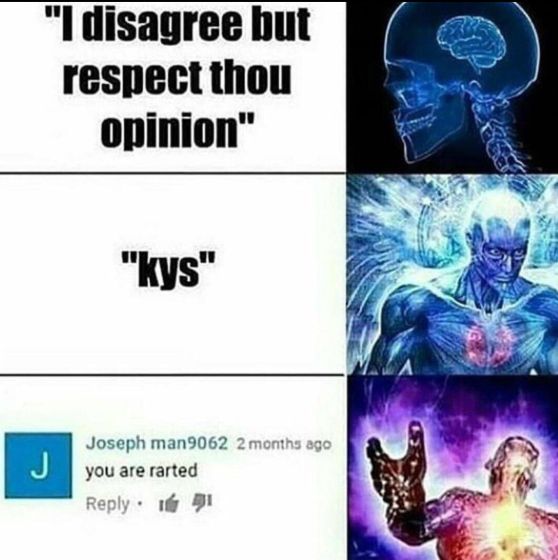 "I disagree but
respect thou
opinion"
"kys"
J
Joseph man9062 2 months ago
you are rarted
Reply ·